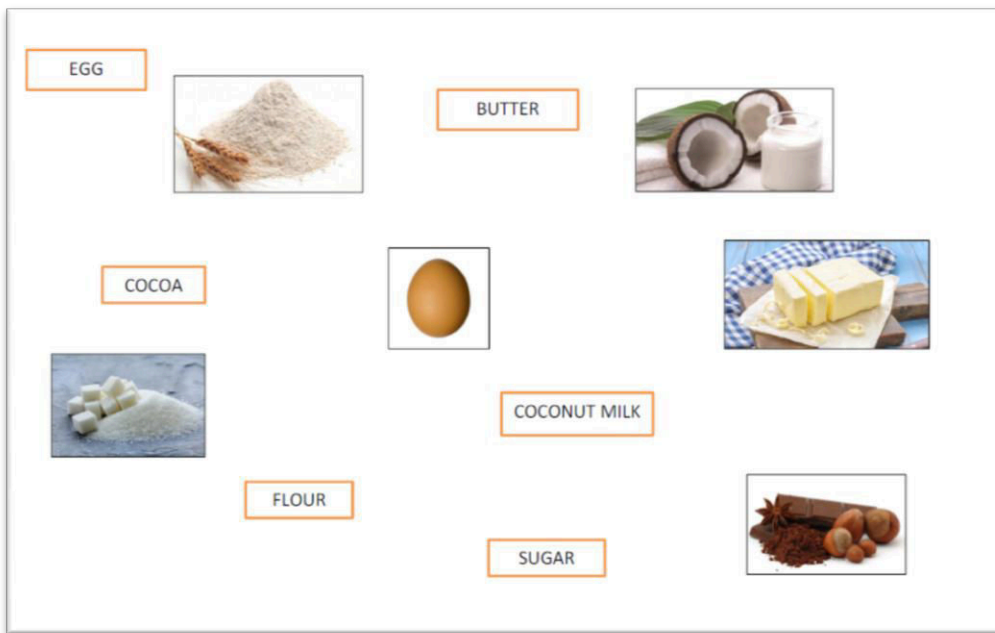 EGG
BUTTER
COCOA
COCONUT MILK
FLOUR
SUGAR